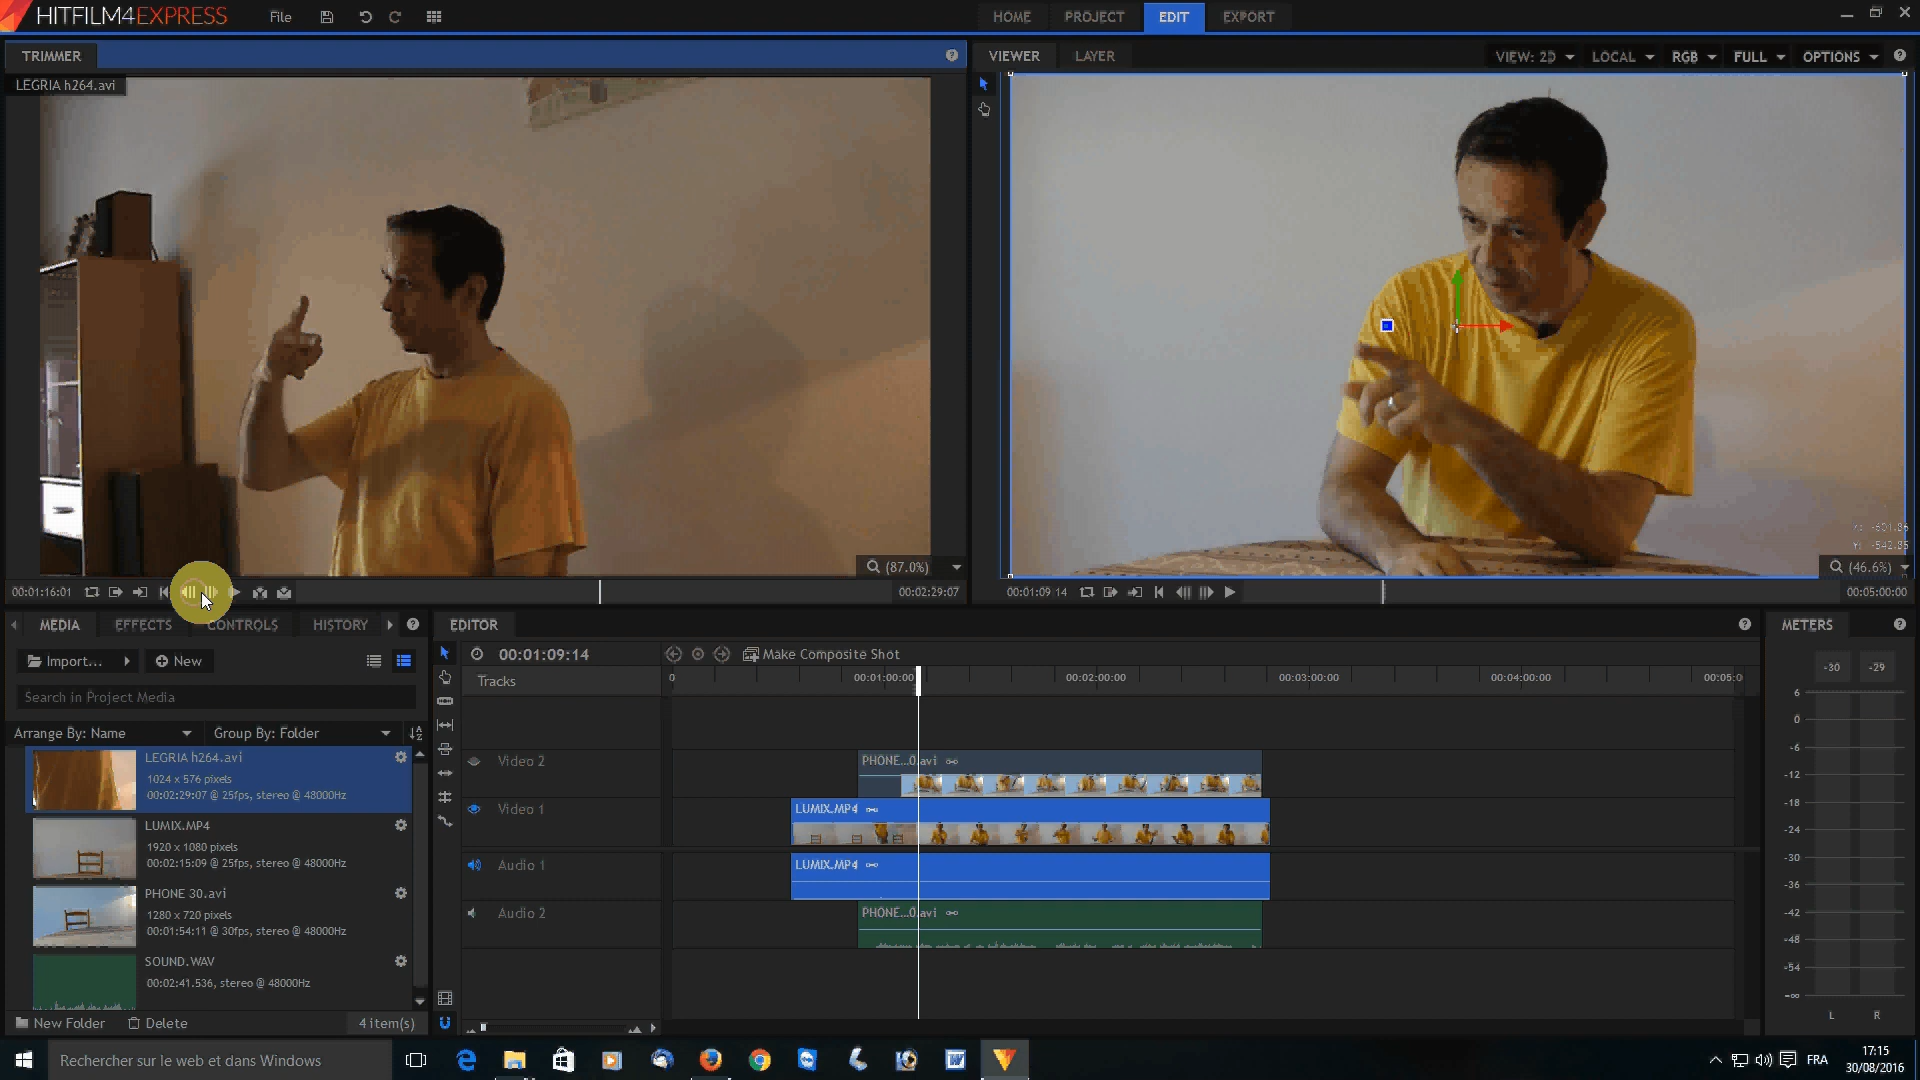 HITFILM4EXPRESS File HOME PROJECT EDIT EXPORT
TRIMMER
LEGRIA h264.avi
(87.0%)
00:01:16:01 00:02:29:07
VIEWER LAYER VIEW: 2D LOCAL RGB FULL OPTIONS
Y: -542.85
(46.6%)
00:01:09:14 00:05:00:00
MEDIA EFFECTS CONTROLS HISTORY
Import... New
Search in Project Media
Arrange By: Name Group By: Folder
LEGRIA h264.avi
1024 x 576 pixels
00:02:29:07 @ 25fps, stereo @ 48000Hz
LUMIX.MP4
1920 x 1080 pixels
00:02:15:09 @ 25fps, stereo @ 48000Hz
PHONE 30.avi
1280 x 720 pixels
00:01:54:11 @ 30fps, stereo @ 48000Hz
SOUND.WAV
00:02:41.536, stereo @ 48000Hz
New Folder Delete 4 item(s)
EDITOR
00:01:09:14 Make Composite Shot
Tracks 0 00:01:00:00 00:02:00:00 00:03:00:00 00:04:00:00 00:05:0
Video 2 PHONE...0.avi
Video 1 LUMIX.MP4
Audio 1 LUMIX.MP4
Audio 2 PHONE...0.avi
METERS
-30 -29
6
0
-6
-12
-18
-24
-30
-36
-42
-48
-54
-∞
L R
Rechercher sur le web et dans Windows
FRA
17:15
30/08/2016